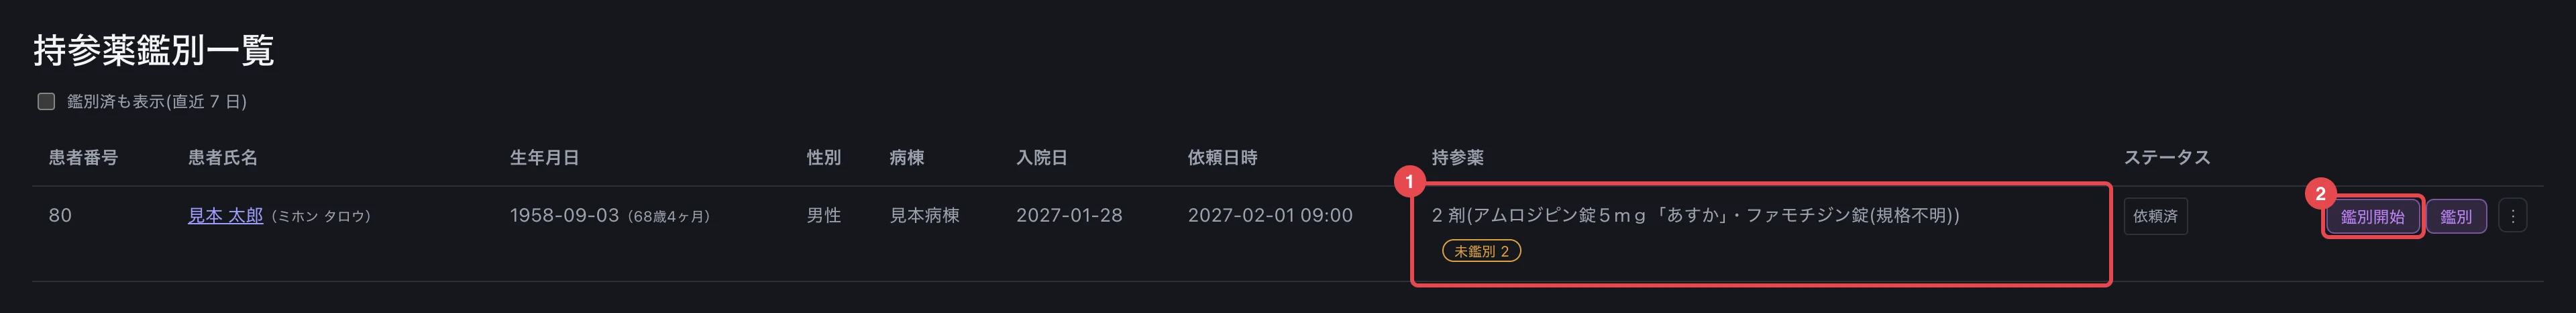 持参薬鑑別一覧
鑑別済も表示(直近 7 日)
患者番号 患者氏名 生年月日 性別 病棟 入院日 依頼日時 持参薬 ステータス
1
2
80 見本 太郎 (ミホン タロウ) 1958-09-03 (68歳4ヶ月) 男性 見本病棟 2027-01-28 2027-02-01 09:00 2 剤(アムロジピン錠5mg「あすか」・ファモチジン錠(規格不明)) 依頼済 鑑別開始 鑑別 ⋮
未鑑別 2